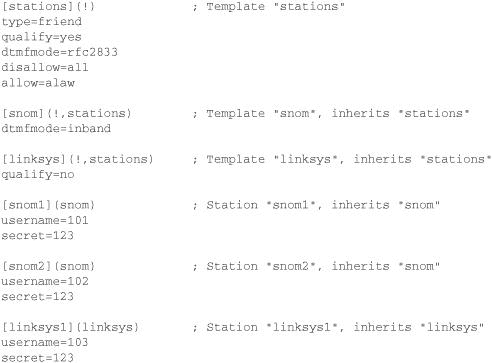 [stations](!) ; Template "stations"
type=friend
qualify=yes
dtmfmode=rfc2833
disallow=all
allow=alaw
[snom](!,stations) ; Template "snom", inherits "stations"
dtmfmode=inband
[linksys](!,stations) ; Template "linksys", inherits "stations"
qualify=no
[snom1](snom) ; Station "snom1", inherits "snom"
username=101
secret=123
[snom2](snom) ; Station "snom2", inherits "snom"
username=102
secret=123
[linksys1](linksys) ; Station "linksys1", inherits "linksys"
username=103
secret=123